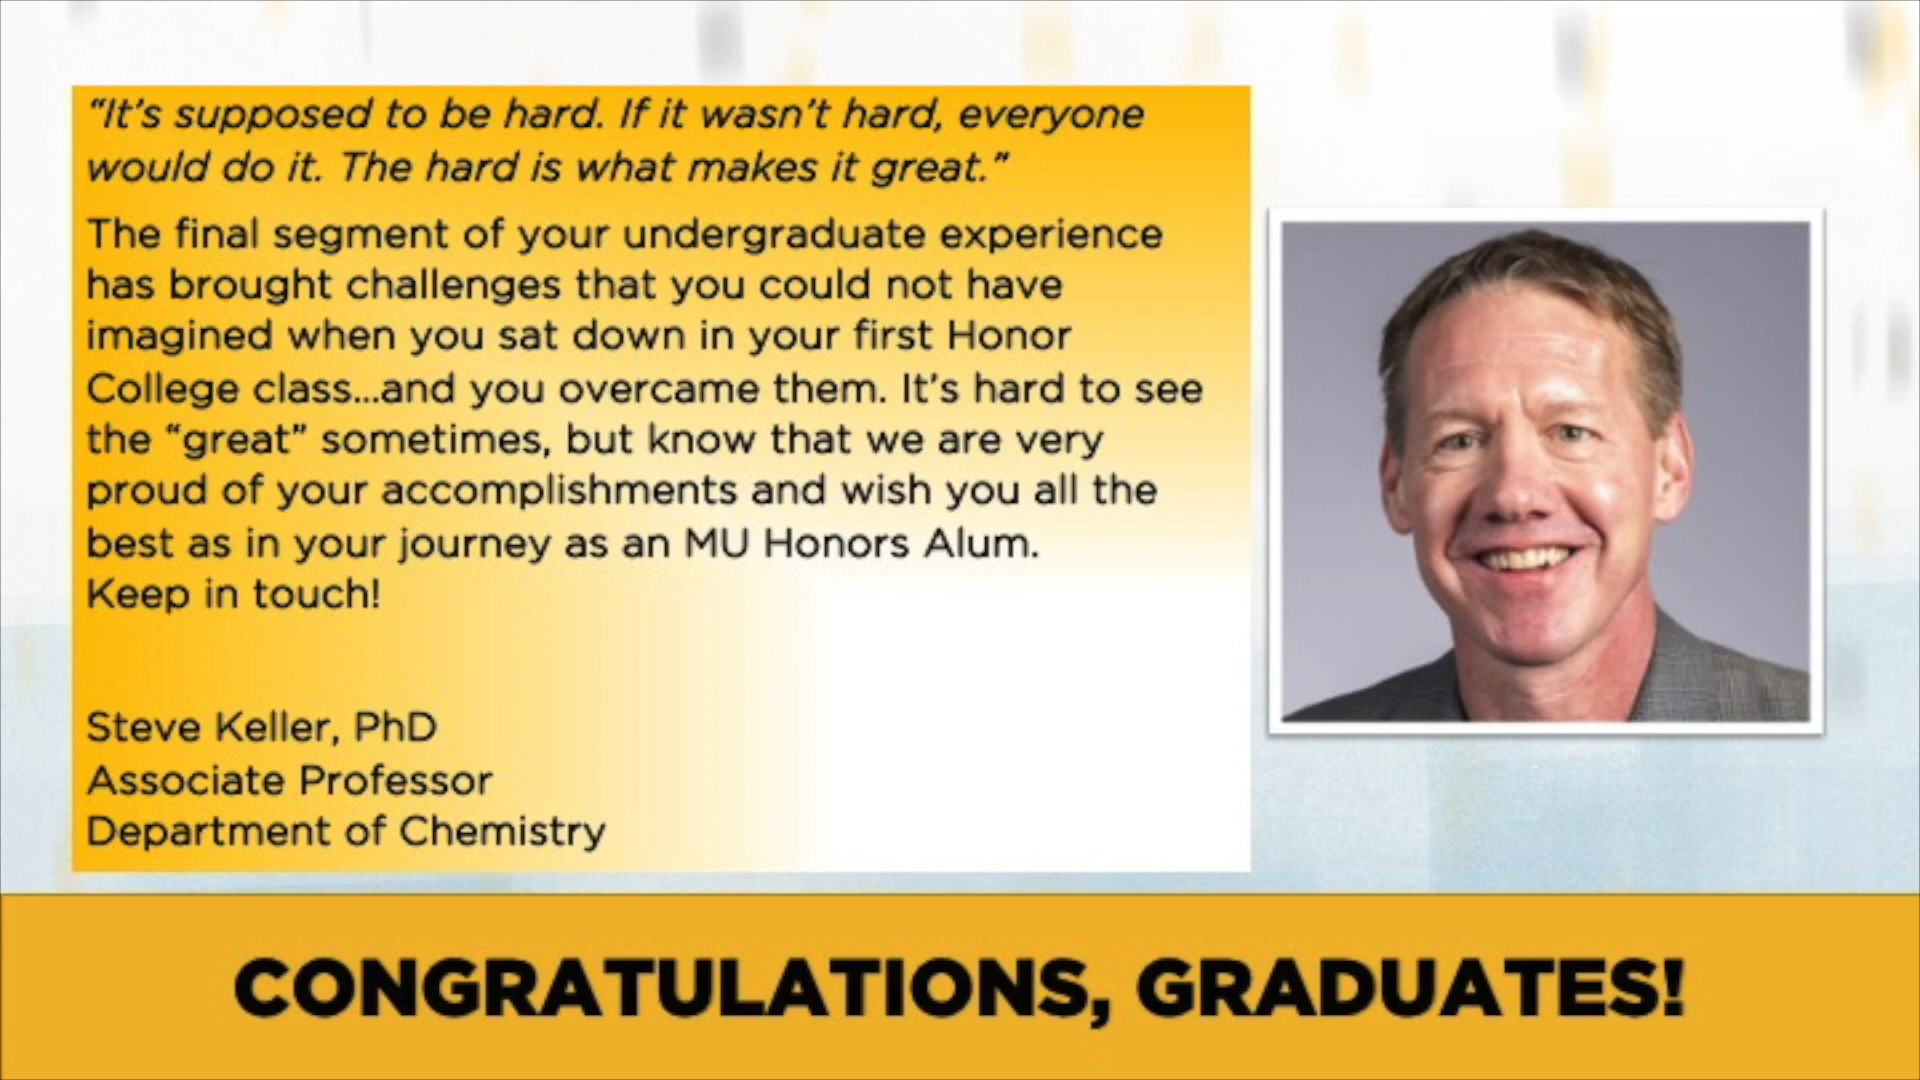 “It’s supposed to be hard. If it wasn’t hard, everyone
would do it. The hard is what makes it great.”
The final segment of your undergraduate experience
has brought challenges that you could not have
imagined when you sat down in your first Honor
College class...and you overcame them. It’s hard to see
the “great” sometimes, but know that we are very
proud of your accomplishments and wish you all the
best as in your journey as an MU Honors Alum.
Keep in touch!
Steve Keller, PhD
Associate Professor
Department of Chemistry
CONGRATULATIONS, GRADUATES!